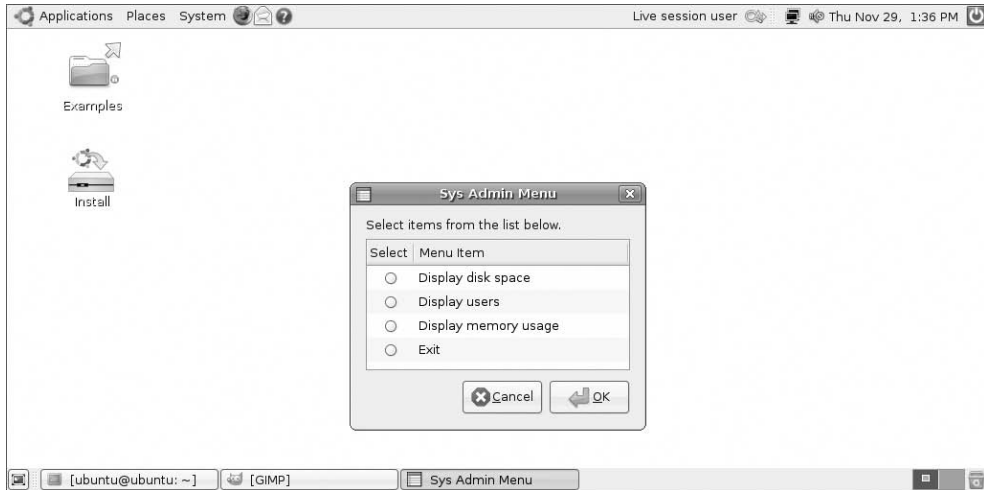 Applications Places System Live session user Thu Nov 29, 1:36 PM
Examples
Install
Sys Admin Menu
Select items from the list below.
Select Menu Item
Display disk space
Display users
Display memory usage
Exit
Cancel OK
[ubuntu@ubuntu: ~] [GIMP] Sys Admin Menu